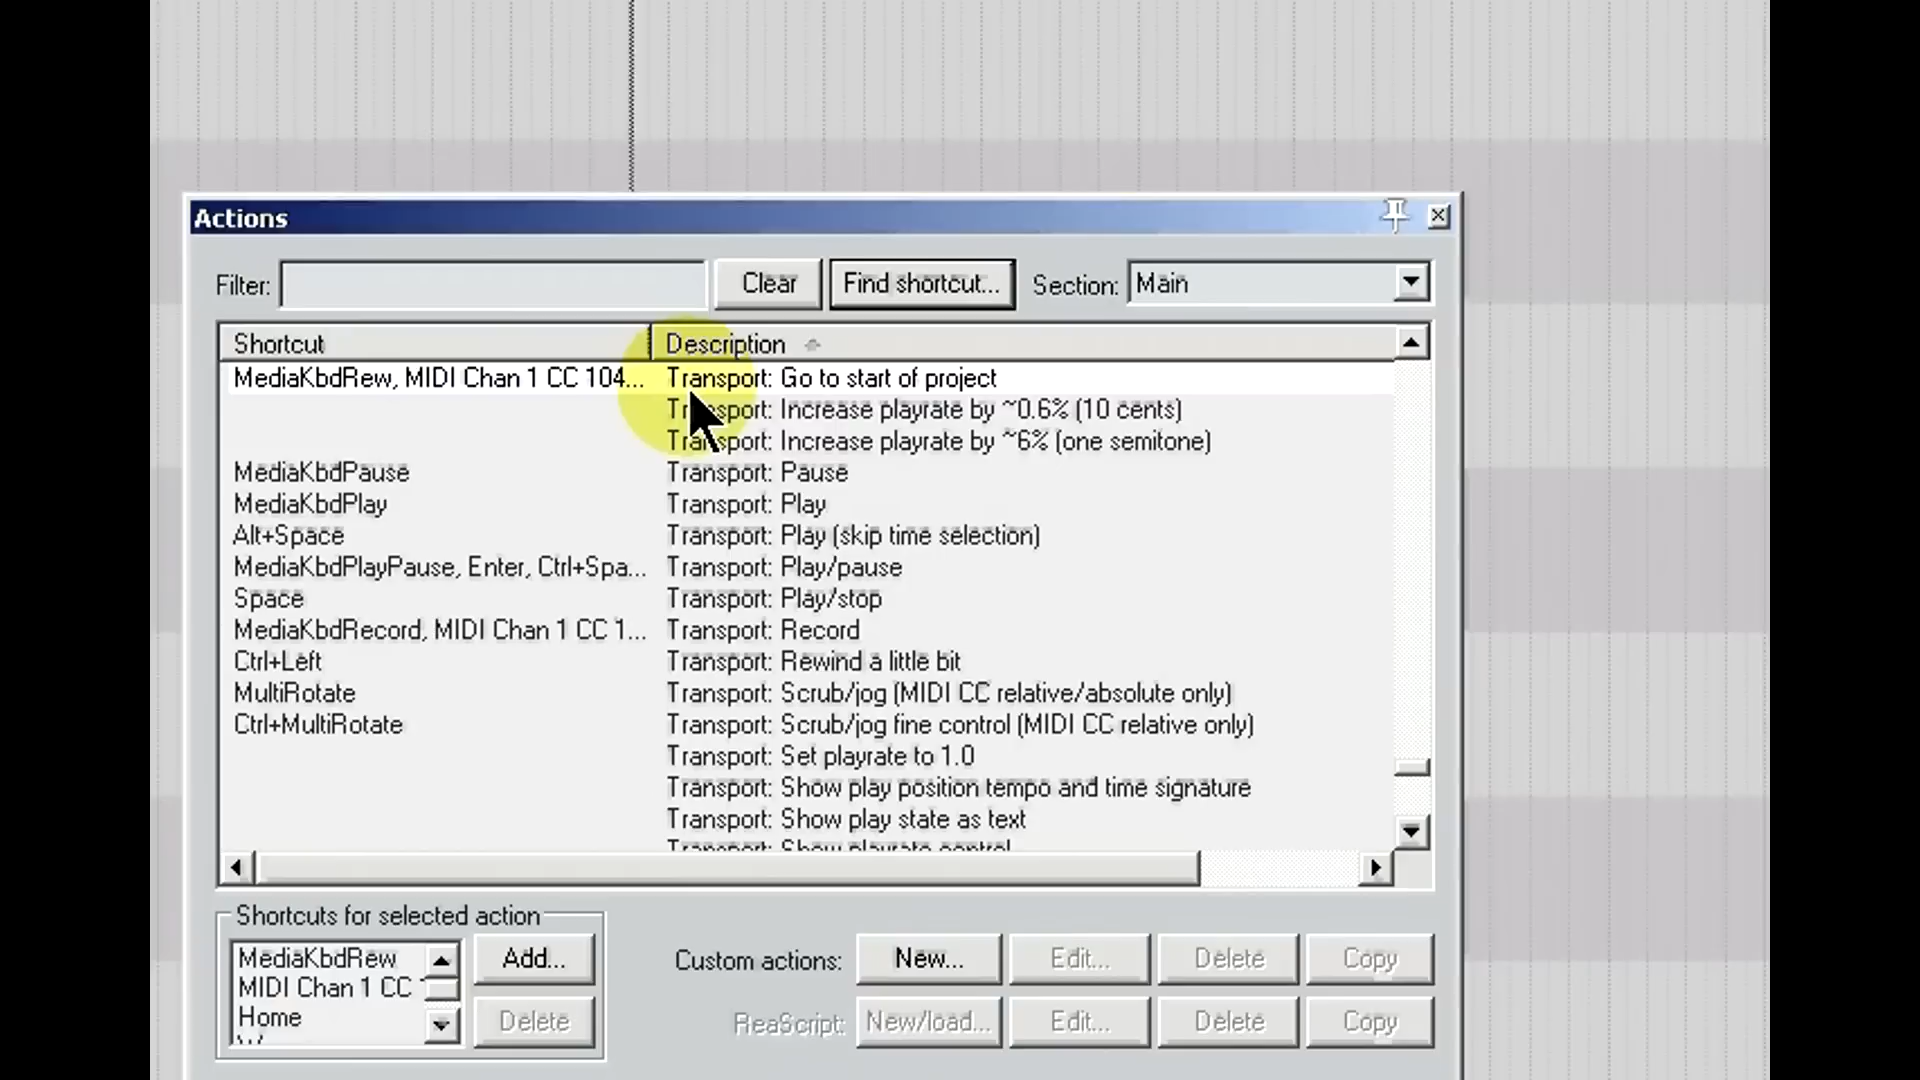 Actions
Filter: Clear Find shortcut... Section: Main
Shortcut Description
MediaKbdRew, MIDI Chan 1 CC 104... Transport: Go to start of project
Transport: Increase playrate by ~0.6% (10 cents)
Transport: Increase playrate by ~6% (one semitone)
MediaKbdPause Transport: Pause
MediaKbdPlay Transport: Play
Alt+Space Transport: Play (skip time selection)
MediaKbdPlayPause, Enter, Ctrl+Spa... Transport: Play/pause
Space Transport: Play/stop
MediaKbdRecord, MIDI Chan 1 CC 1... Transport: Record
Ctrl+Left Transport: Rewind a little bit
MultiRotate Transport: Scrub/jog (MIDI CC relative/absolute only)
Ctrl+MultiRotate Transport: Scrub/jog fine control (MIDI CC relative only)
Transport: Set playrate to 1.0
Transport: Show play position tempo and time signature
Transport: Show play state as text
Transport: Show playrate control
Shortcuts for selected action
MediaKbdRew Add... Custom actions: New... Edit... Delete Copy
MIDI Chan 1 CC
Home Delete ReaScript: New/load... Edit... Delete Copy